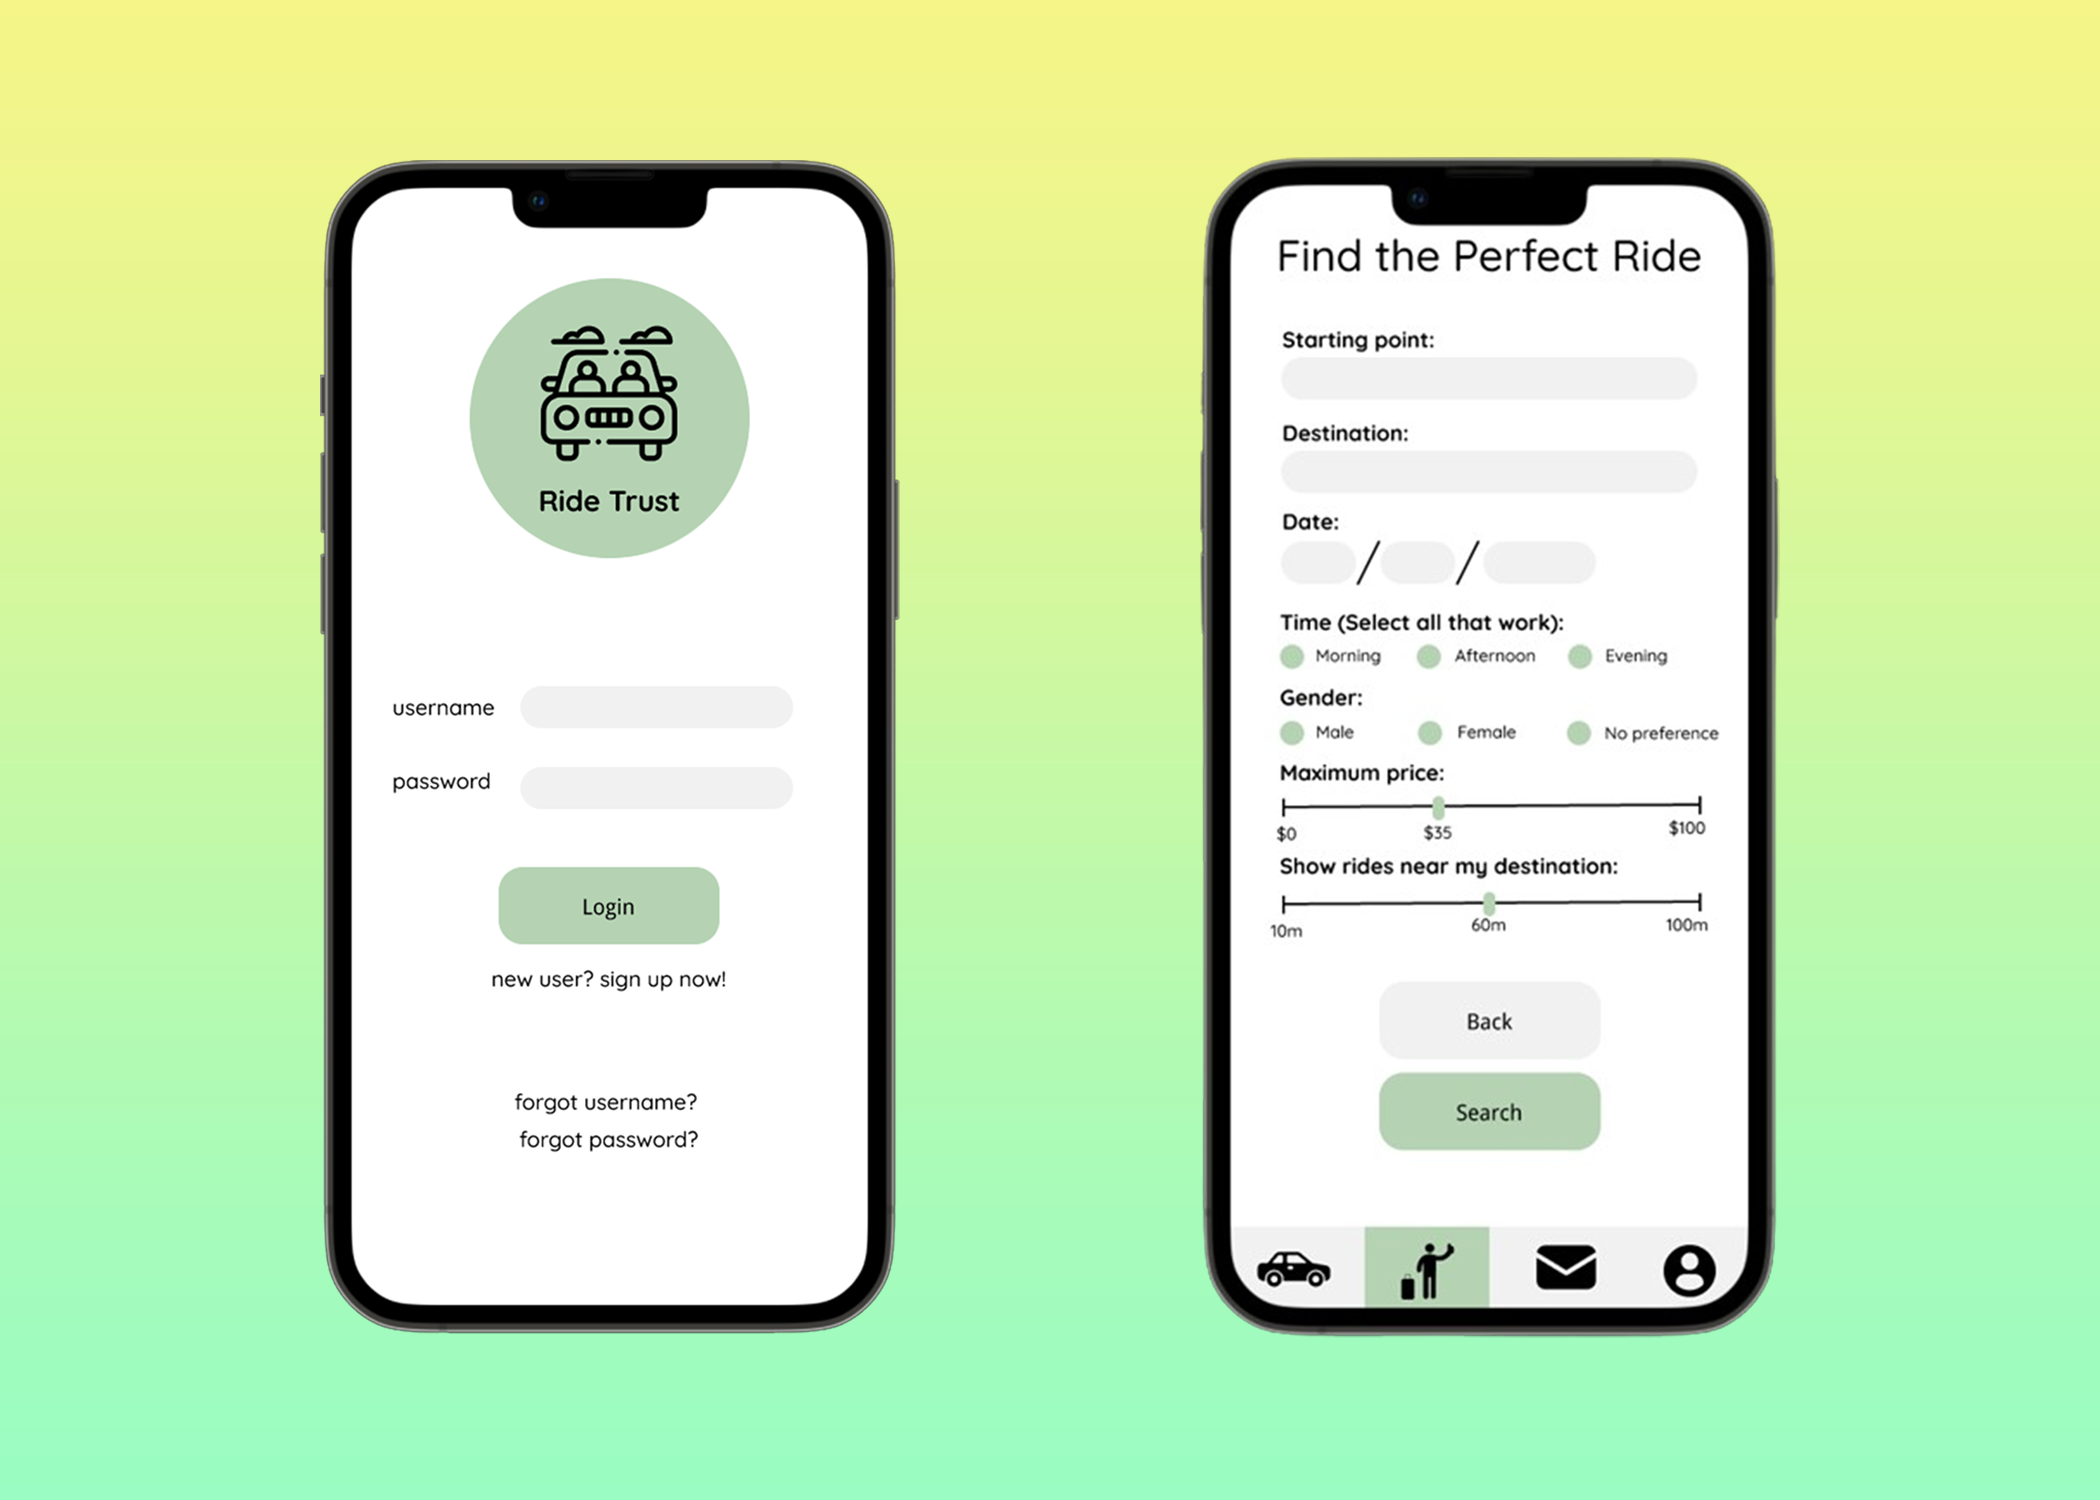 Ride Trust
username
password
Login
new user? sign up now!
forgot username?
forgot password?
Find the Perfect Ride
Starting point:
Destination:
Date:
/ /
Time (Select all that work):
Morning Afternoon Evening
Gender:
Male Female No preference
Maximum price:
$0 $35 $100
Show rides near my destination:
10m 60m 100m
Back
Search